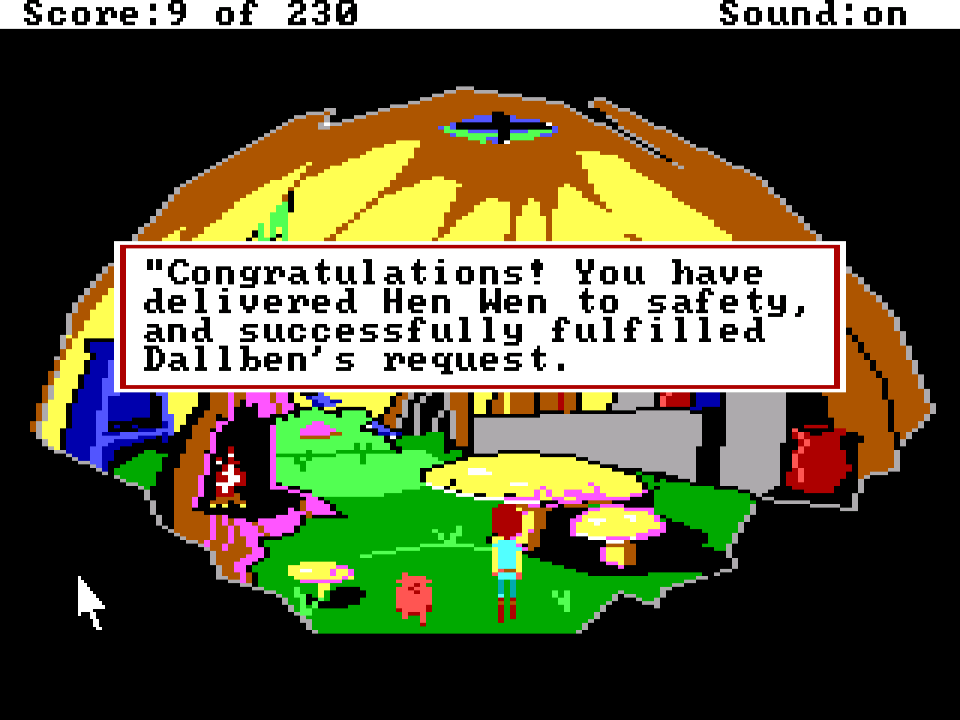 Score:9 of 230 Sound:on
"Congratulations! You have
delivered Hen Wen to safety,
and successfully fulfilled
Dallben's request.